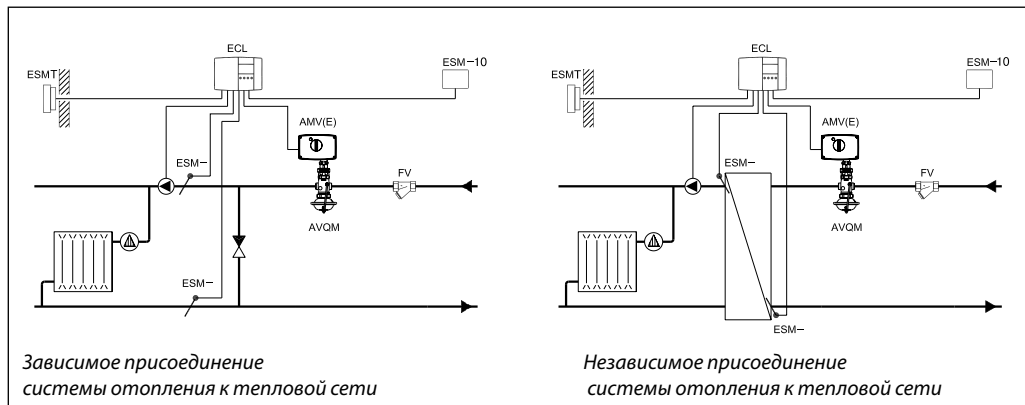 ECL
ESMT
ESM–10
AMV(E)
ESM–
FV
AVQM
ESM–
Зависимое присоединение
системы отопления к тепловой сети
ECL
ESMT
ESM–10
AMV(E)
ESM–
FV
AVQM
ESM–
Независимое присоединение
системы отопления к тепловой сети